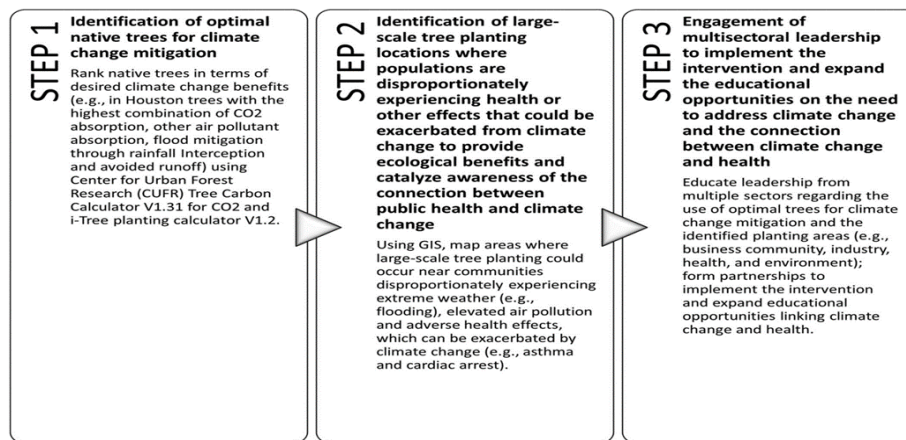 STEP 1
Identification of optimal
native trees for climate
change mitigation
Rank native trees in terms of
desired climate change benefits
(e.g., in Houston trees with the
highest combination of CO2
absorption, other air pollutant
absorption, flood mitigation
through rainfall Interception
and avoided runoff) using
Center for Urban Forest
Research (CUFR) Tree Carbon
Calculator V1.31 for CO2 and
i-Tree planting calculator V1.2.
STEP 2
Identification of large-
scale tree planting
locations where
populations are
disproportionately
experiencing health or
other effects that could be
exacerbated from climate
change to provide
ecological benefits and
catalyze awareness of the
connection between
public health and climate
change
Using GIS, map areas where
large-scale tree planting could
occur near communities
disproportionately experiencing
extreme weather (e.g.,
flooding), elevated air pollution
and adverse health effects,
which can be exacerbated by
climate change (e.g., asthma
and cardiac arrest).
STEP 3
Engagement of
multisectoral leadership
to implement the
intervention and expand
the educational
opportunities on the need
to address climate change
and the connection
between climate change
and health
Educate leadership from
multiple sectors regarding the
use of optimal trees for climate
change mitigation and the
identified planting areas (e.g.,
business community, industry,
health, and environment);
form partnerships to
implement the intervention
and expand educational
opportunities linking climate
change and health.